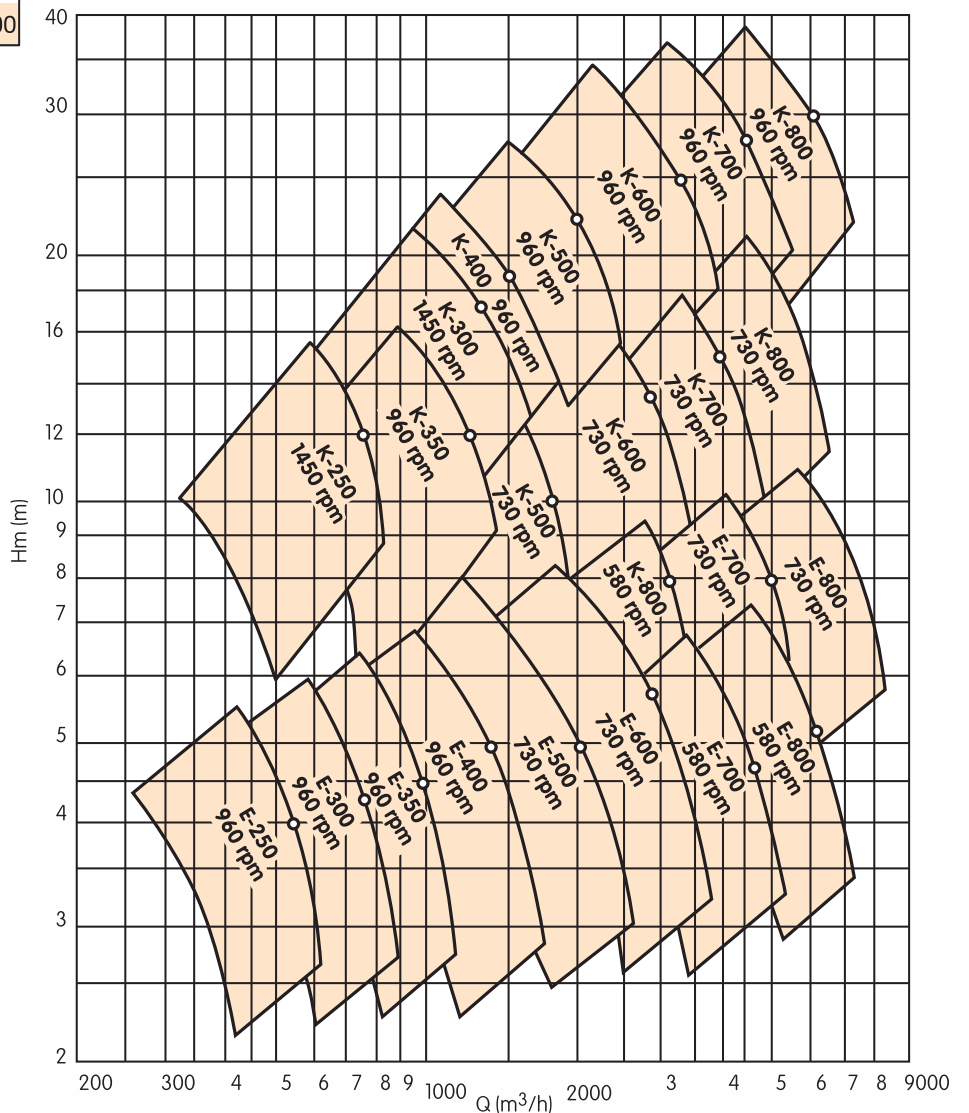 00
40
30
20
16
12
10
9
8
7
6
5
4
3
2
Hm (m)
K-800
960 rpm
K-700
960 rpm
K-600
960 rpm
K-500
960 rpm
K-400
960 rpm
K-300
1450 rpm
K-350
960 rpm
K-250
1450 rpm
K-800
730 rpm
K-700
730 rpm
K-600
730 rpm
K-500
730 rpm
K-800
580 rpm
E-700
730 rpm
E-800
730 rpm
E-250
960 rpm
E-300
960 rpm
E-350
960 rpm
E-400
960 rpm
E-500
730 rpm
E-600
730 rpm
E-700
580 rpm
E-800
580 rpm
200 300 4 5 6 7 8 9 1000 2000 3 4 5 6 7 8 9000
Q (m³/h)